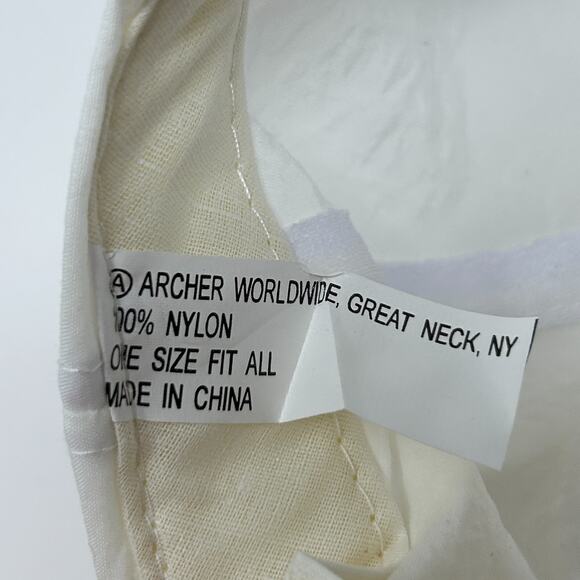 Ⓐ ARCHER WORLDWIDE, GREAT NECK, NY
100% NYLON
ONE SIZE FIT ALL
MADE IN CHINA